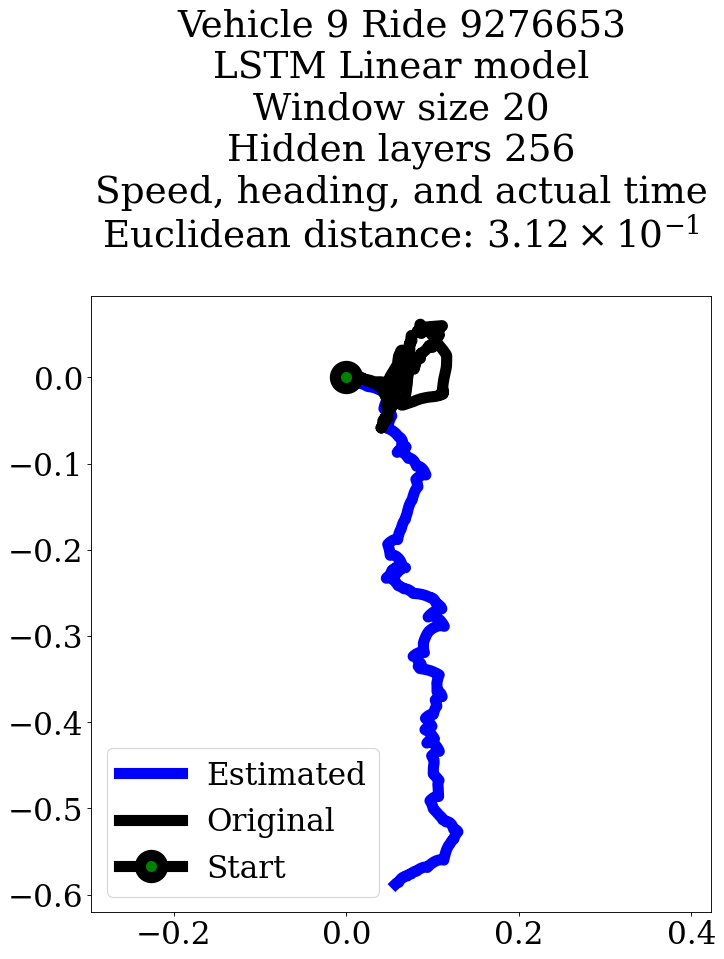 Vehicle 9 Ride 9276653
LSTM Linear model
Window size 20
Hidden layers 256
Speed, heading, and actual time
Euclidean distance: 3.12 × 10⁻¹
0.0
−0.1
−0.2
−0.3
−0.4
−0.5
−0.6
Estimated
Original
Start
−0.2 0.0 0.2 0.4